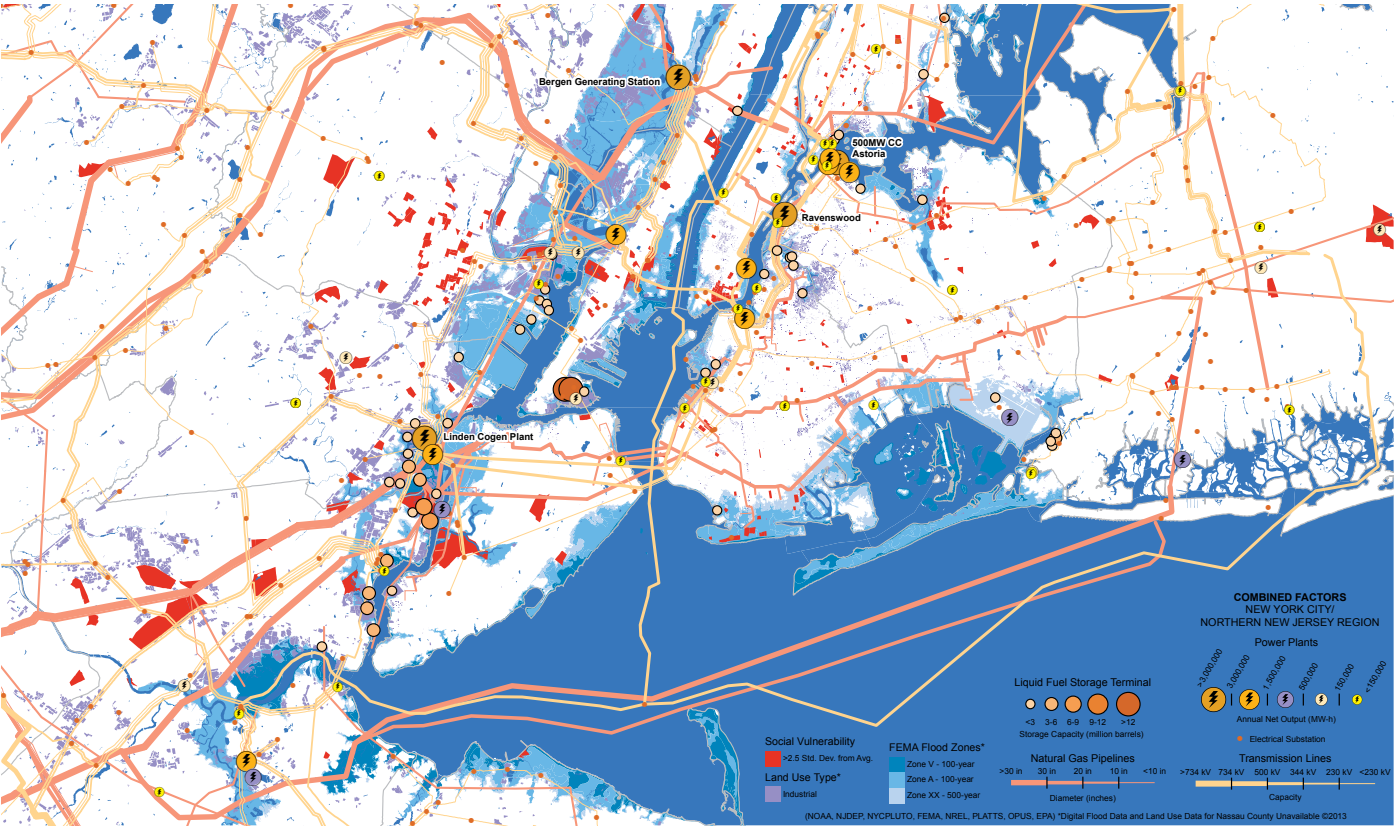 Bergen Generating Station
500MW CC
Astoria
Ravenswood
Linden Cogen Plant
COMBINED FACTORS
NEW YORK CITY/
NORTHERN NEW JERSEY REGION
Power Plants
>3,000,000 3,000,000 1,500,000 500,000 150,000 <150,000
Annual Net Output (MW-h)
Electrical Substation
Liquid Fuel Storage Terminal
<3 3-6 6-9 9-12 >12
Storage Capacity (million barrels)
Natural Gas Pipelines
>30 in 30 in 20 in 10 in <10 in
Diameter (inches)
Transmission Lines
>734 kV 734 kV 500 kV 344 kV 230 kV <230 kV
Capacity
Social Vulnerability
>2.5 Std. Dev. from Avg.
Land Use Type*
Industrial
FEMA Flood Zones*
Zone V - 100-year
Zone A - 100-year
Zone XX - 500-year
(NOAA, NJDEP, NYCPLUTO, FEMA, NREL, PLATTS, OPUS, EPA) *Digital Flood Data and Land Use Data for Nassau County Unavailable ©2013